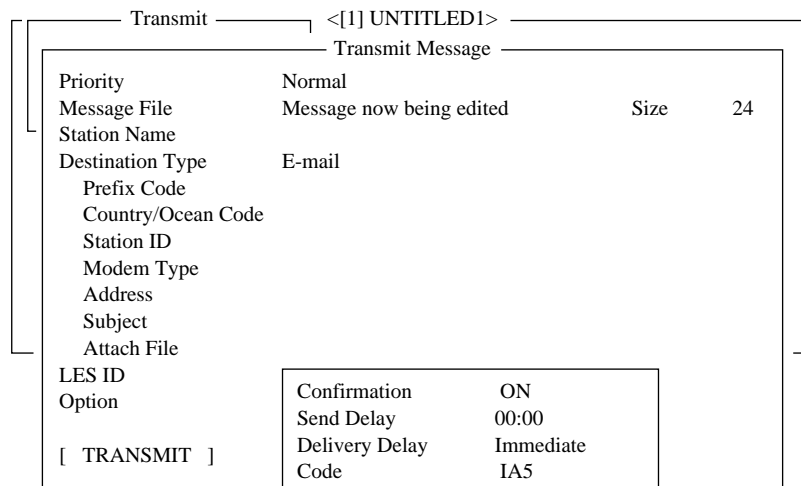 Transmit <[1] UNTITLED1>
Transmit Message
Priority Normal
Message File Message now being edited Size 24
Station Name
Destination Type E-mail
Prefix Code
Country/Ocean Code
Station ID
Modem Type
Address
Subject
Attach File
LES ID
Option
Confirmation ON
Send Delay 00:00
Delivery Delay Immediate
Code IA5
[ TRANSMIT ]